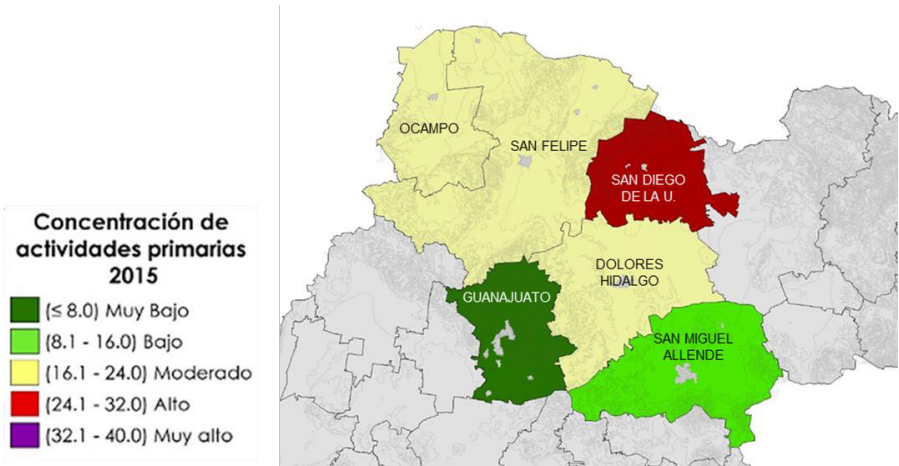 OCAMPO
SAN FELIPE
SAN DIEGO
DE LA U.
DOLORES
HIDALGO
GUANAJUATO
SAN MIGUEL
ALLENDE
Concentración de
actividades primarias
2015
(≤ 8.0) Muy Bajo
(8.1 - 16.0) Bajo
(16.1 - 24.0) Moderado
(24.1 - 32.0) Alto
(32.1 - 40.0) Muy alto